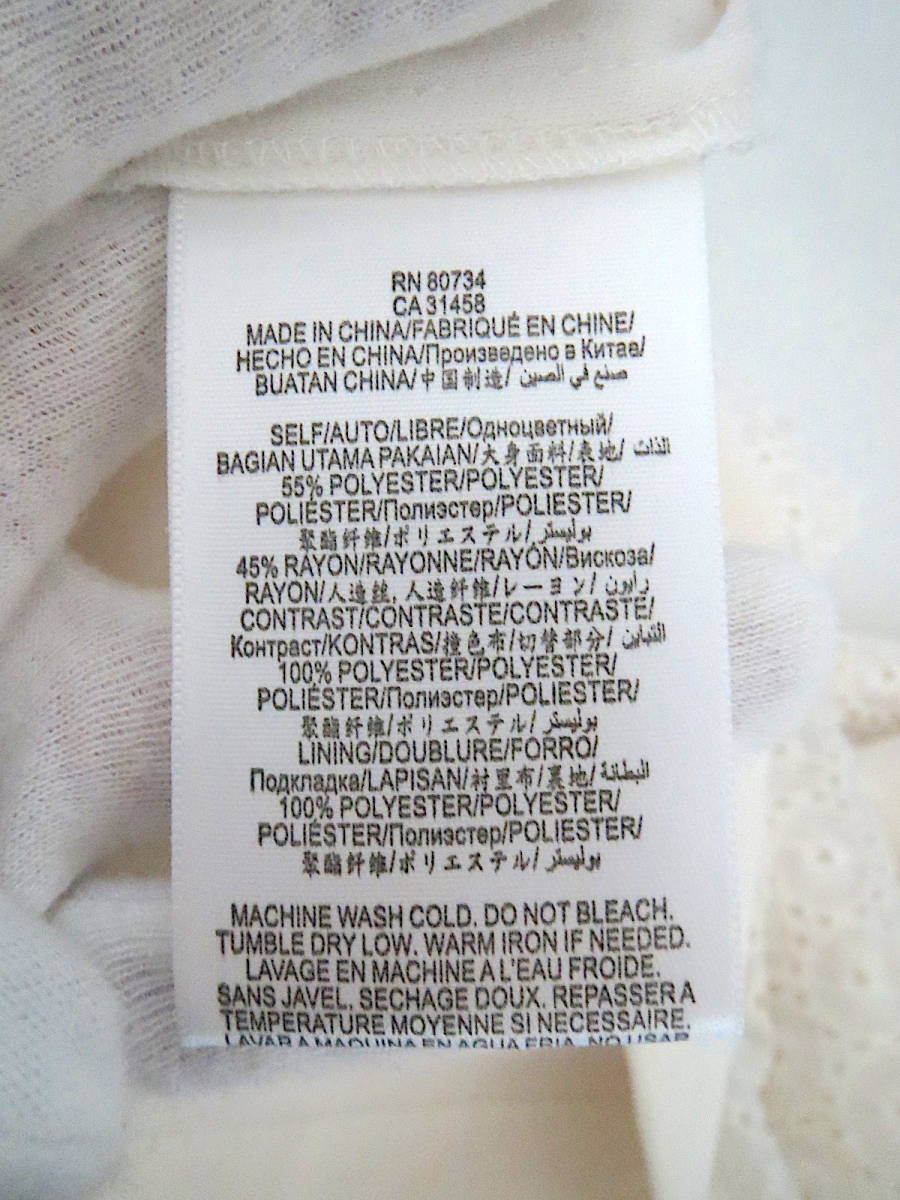 RN 80734
CA 31458
MADE IN CHINA/FABRIQUÉ EN CHINE/
HECHO EN CHINA/Произведено в Китае/
BUATAN CHINA/中国制造/ صنع في الصين
SELF/AUTO/LIBRE/Одноцветный/
BAGIAN UTAMA PAKAIAN/大身面料/表地/ الذات
55% POLYESTER/POLYESTER/
POLIÉSTER/Полиэстер/POLIESTER/
聚酯纤维/ポリエステル/ بوليستر
45% RAYON/RAYONNE/RAYÓN/Вискоза/
RAYON/人造丝, 人造纤维/レーヨン/ رايون
CONTRAST/CONTRASTE/CONTRASTE/
Контраст/KONTRAS/撞色布/切替部分/ التباين
100% POLYESTER/POLYESTER/
POLIÉSTER/Полиэстер/POLIESTER/
聚酯纤维/ポリエステル/ بوليستر
LINING/DOUBLURE/FORRO/
Подкладка/LAPISAN/衬里布/裏地/ البطانة
100% POLYESTER/POLYESTER/
POLIÉSTER/Полиэстер/POLIESTER/
聚酯纤维/ポリエステル/ بوليستر
MACHINE WASH COLD. DO NOT BLEACH.
TUMBLE DRY LOW. WARM IRON IF NEEDED.
LAVAGE EN MACHINE A L'EAU FROIDE.
SANS JAVEL. SECHAGE DOUX. REPASSER A
TEMPERATURE MOYENNE SI NECESSAIRE.
LAVAR A MAQUINA EN AGUA FRIA. NO USAR